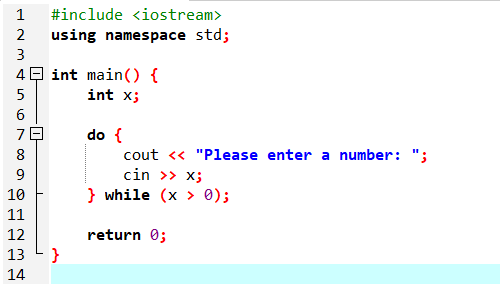 1 #include <iostream>
2 using namespace std;
3
4 int main() {
5     int x;
6
7     do {
8         cout << "Please enter a number: ";
9         cin >> x;
10     } while (x > 0);
11
12     return 0;
13 }
14